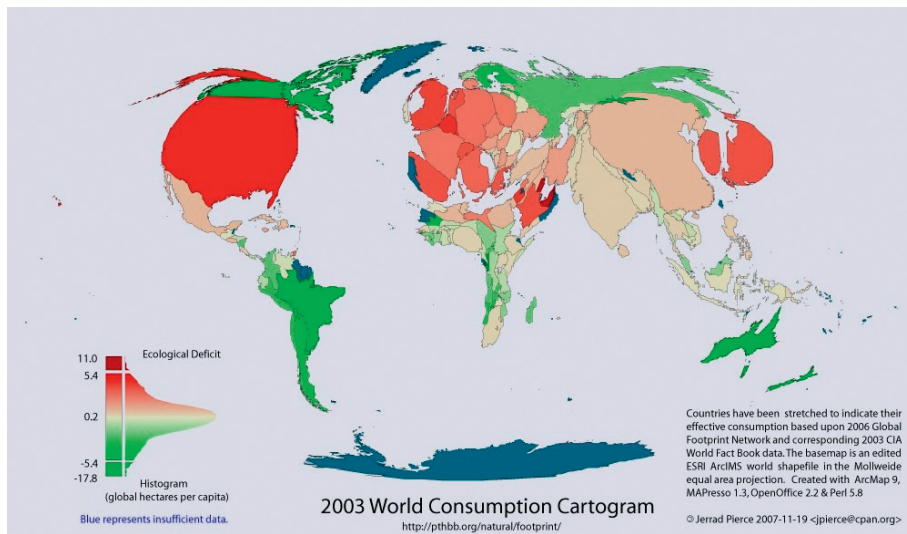 11.0
Ecological Deficit
5.4
0.2
-5.4
-17.8
Histogram
(global hectares per capita)
Blue represents insufficient data.
2003 World Consumption Cartogram
http://pthbb.org/natural/footprint/
Countries have been stretched to indicate their
effective consumption based upon 2006 Global
Footprint Network and corresponding 2003 CIA
World Fact Book data. The basemap is an edited
ESRI ArcIMS world shapefile in the Mollweide
equal area projection. Created with ArcMap 9,
MAPresso 1.3, OpenOffice 2.2 & Perl 5.8
© Jerrad Pierce 2007-11-19 <jpierce@cpan.org>